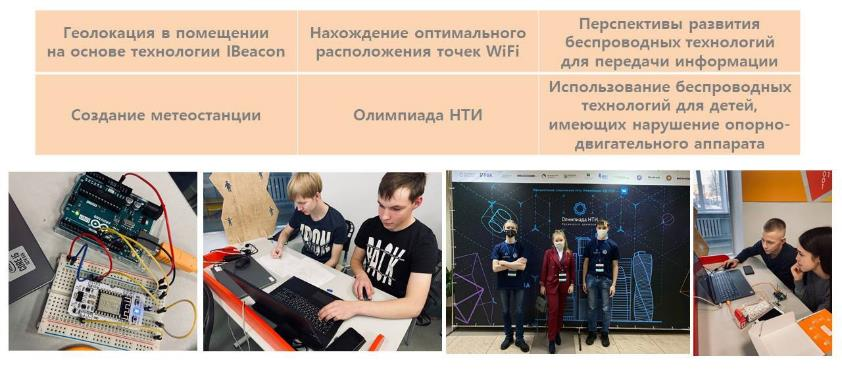 Геолокация в помещении
на основе технологии IBeacon
Нахождение оптимального
расположения точек WiFi
Перспективы развития
беспроводных технологий
для передачи информации
Создание метеостанции
Олимпиада НТИ
Использование беспроводных
технологий для детей,
имеющих нарушение опорно-
двигательного аппарата
Олимпиада НТИ